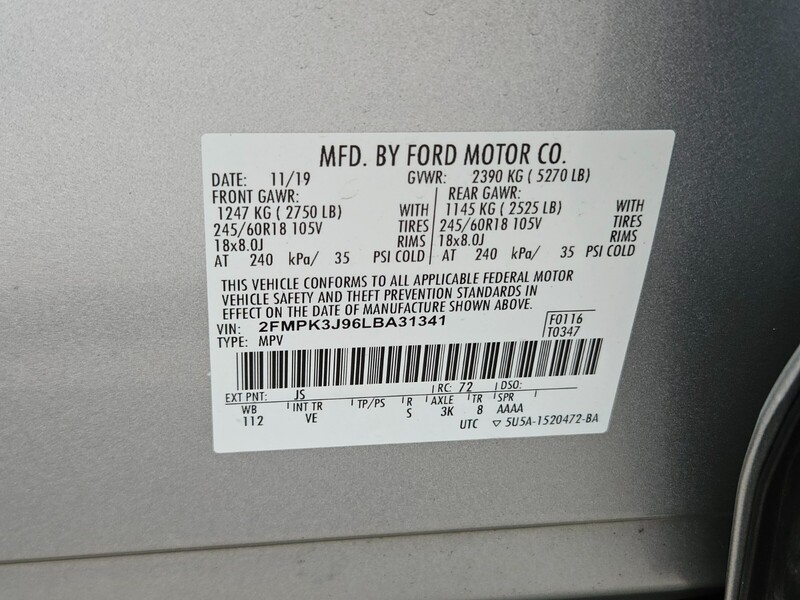 MFD. BY FORD MOTOR CO.
DATE: 11/19 GVWR: 2390 KG ( 5270 LB)
FRONT GAWR: REAR GAWR:
1247 KG ( 2750 LB) WITH 1145 KG ( 2525 LB) WITH
245/60R18 105V TIRES 245/60R18 105V TIRES
18x8.0J RIMS 18x8.0J RIMS
AT 240 kPa/ 35 PSI COLD AT 240 kPa/ 35 PSI COLD
THIS VEHICLE CONFORMS TO ALL APPLICABLE FEDERAL MOTOR
VEHICLE SAFETY AND THEFT PREVENTION STANDARDS IN
EFFECT ON THE DATE OF MANUFACTURE SHOWN ABOVE.
VIN: 2FMPK3J96LBA31341 F0116
TYPE: MPV T0347
EXT PNT: JS RC: 72 DSO:
WB INT TR TP/PS R AXLE TR SPR
112 VE S 3K 8 AAAA
UTC ▽ 5U5A-1520472-BA